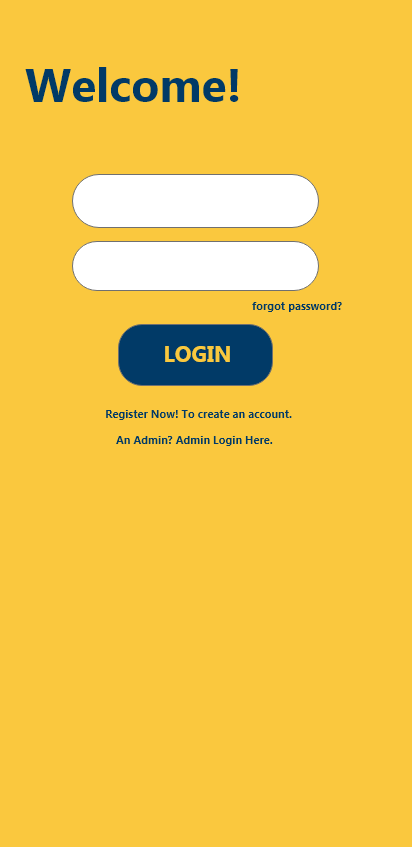 Welcome!
forgot password?
LOGIN
Register Now! To create an account.
An Admin? Admin Login Here.